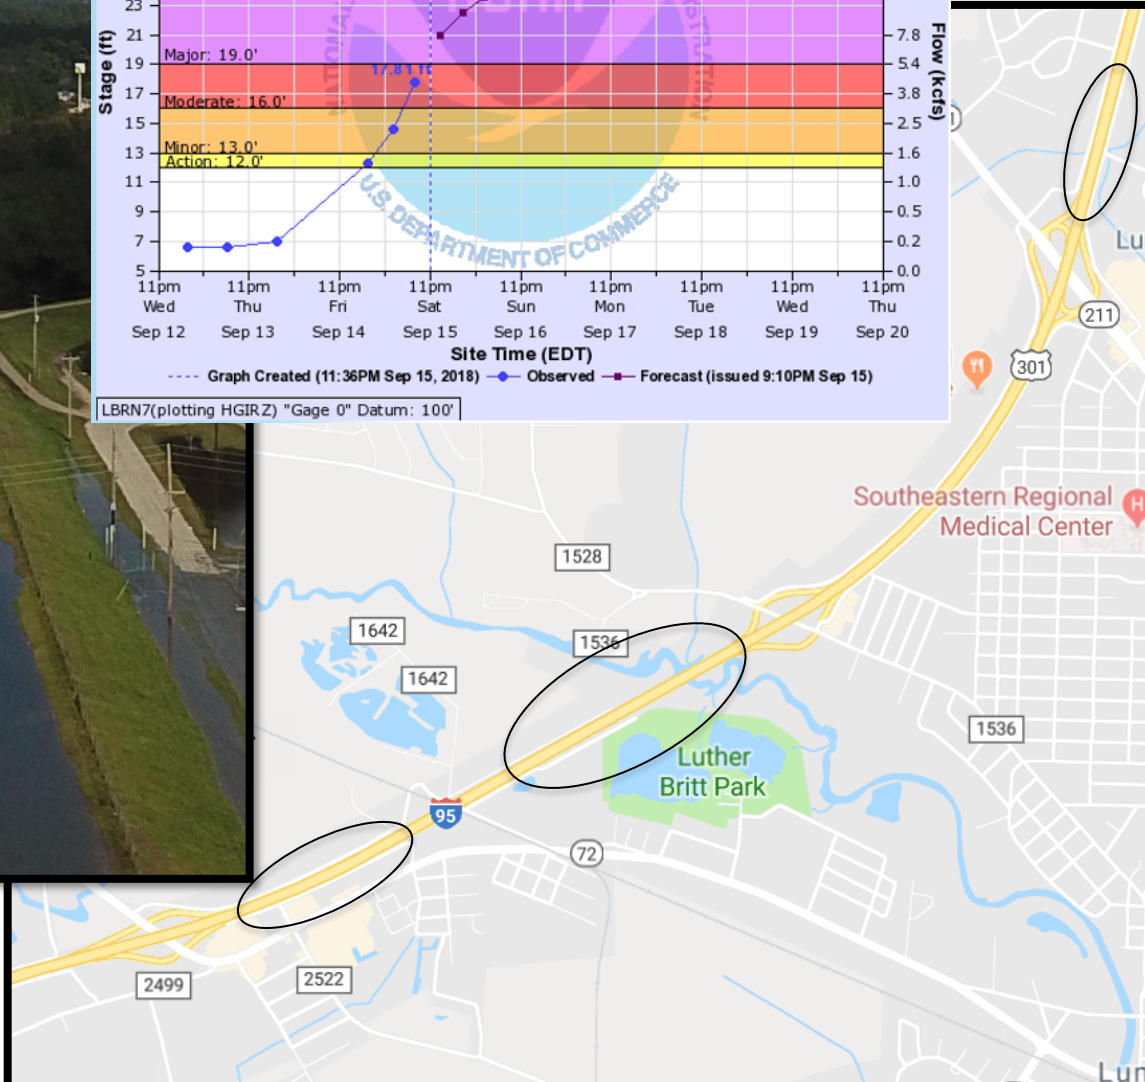 23
21
19
17
15
13
11
9
7
5
Stage (ft)
Major: 19.0'
Moderate: 16.0'
Minor: 13.0'
Action: 12.0'
17.81 ft
NOAA
NATIONAL
U.S. DEPARTMENT OF COMMERCE
7.8
5.4
3.8
2.5
1.6
1.0
0.5
0.2
0.0
Flow (kcfs)
11pm 11pm 11pm 11pm 11pm 11pm 11pm 11pm 11pm
Wed Thu Fri Sat Sun Mon Tue Wed Thu
Sep 12 Sep 13 Sep 14 Sep 15 Sep 16 Sep 17 Sep 18 Sep 19 Sep 20
Site Time (EDT)
Graph Created (11:36PM Sep 15, 2018) Observed Forecast (issued 9:10PM Sep 15)
LBRN7(plotting HGIRZ) "Gage 0" Datum: 100'
Lu
211
301
Southeastern Regional
Medical Center
H
1528
1536
1642
1642
1536
Luther
Britt Park
95
72
2499
2522
Lur